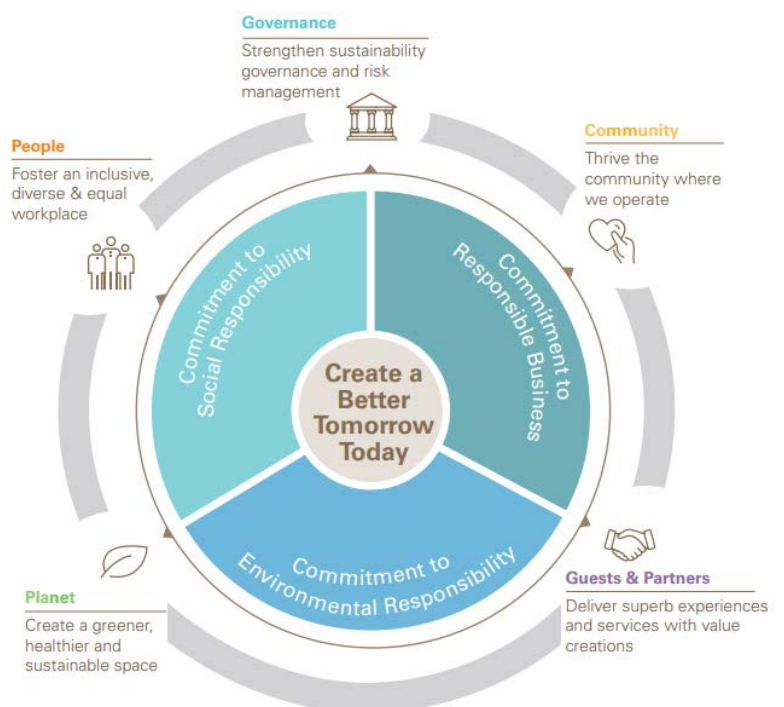 Governance
Strengthen sustainability
governance and risk
management
People
Foster an inclusive,
diverse & equal
workplace
Community
Thrive the
community where
we operate
Commitment to
Social Responsibility
Commitment to
Responsible Business
Create a
Better
Tomorrow
Today
Commitment to
Environmental Responsibility
Planet
Create a greener,
healthier and
sustainable space
Guests & Partners
Deliver superb experiences
and services with value
creations